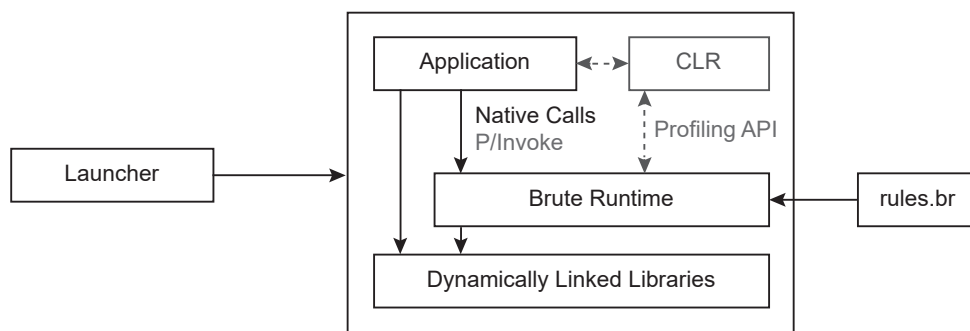 Application
CLR
Native Calls
P/Invoke
Profiling API
Launcher
Brute Runtime
rules.br
Dynamically Linked Libraries